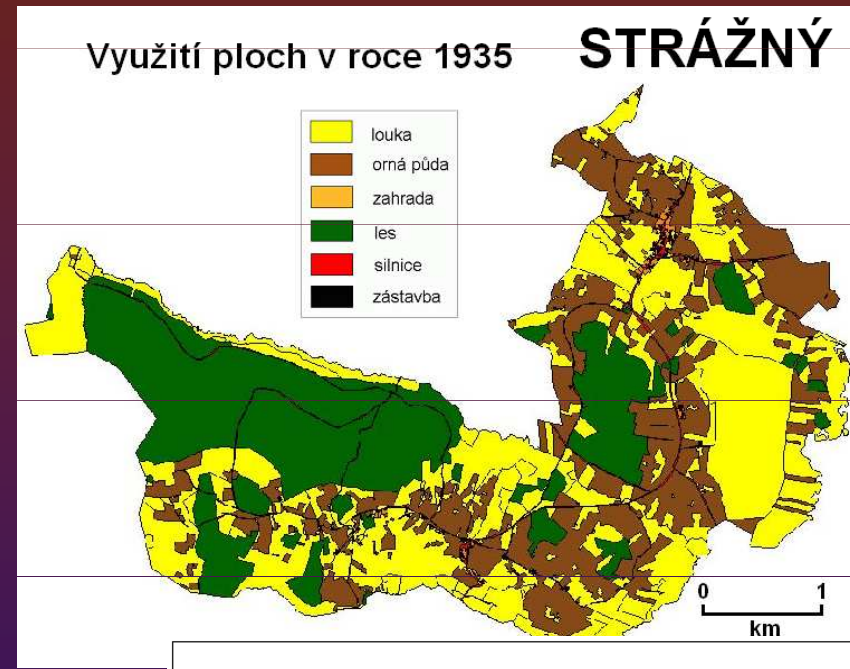 Využití ploch v roce 1935 STRÁŽNÝ
louka
orná půda
zahrada
les
silnice
zástavba
0 1
km